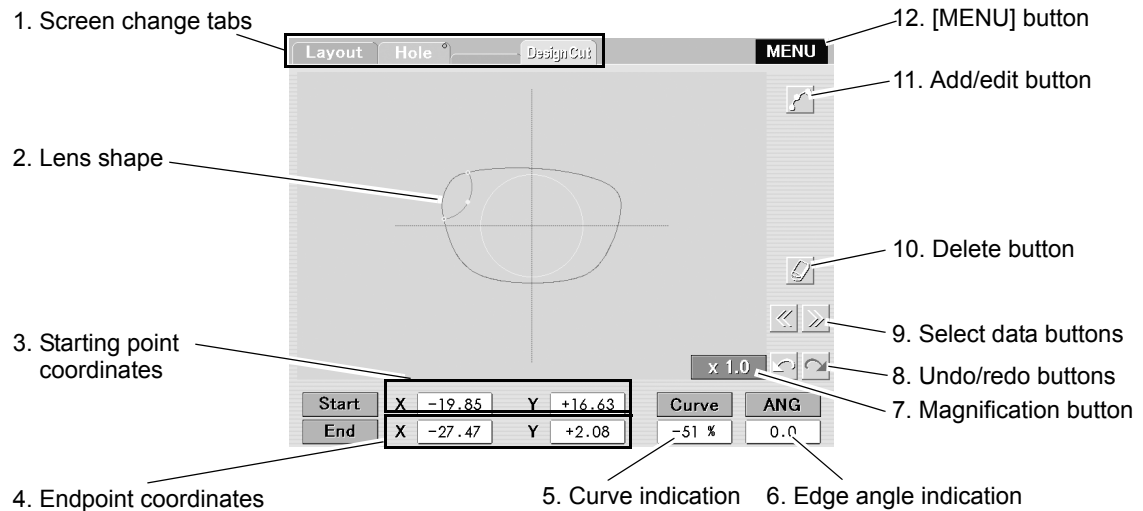 1. Screen change tabs
12. [MENU] button
Layout Hole Design Cut MENU
11. Add/edit button
2. Lens shape
10. Delete button
9. Select data buttons
3. Starting point
coordinates
x 1.0
8. Undo/redo buttons
7. Magnification button
Start X -19.85 Y +16.63 Curve ANG
End X -27.47 Y +2.08 -51 % 0.0
4. Endpoint coordinates
5. Curve indication
6. Edge angle indication